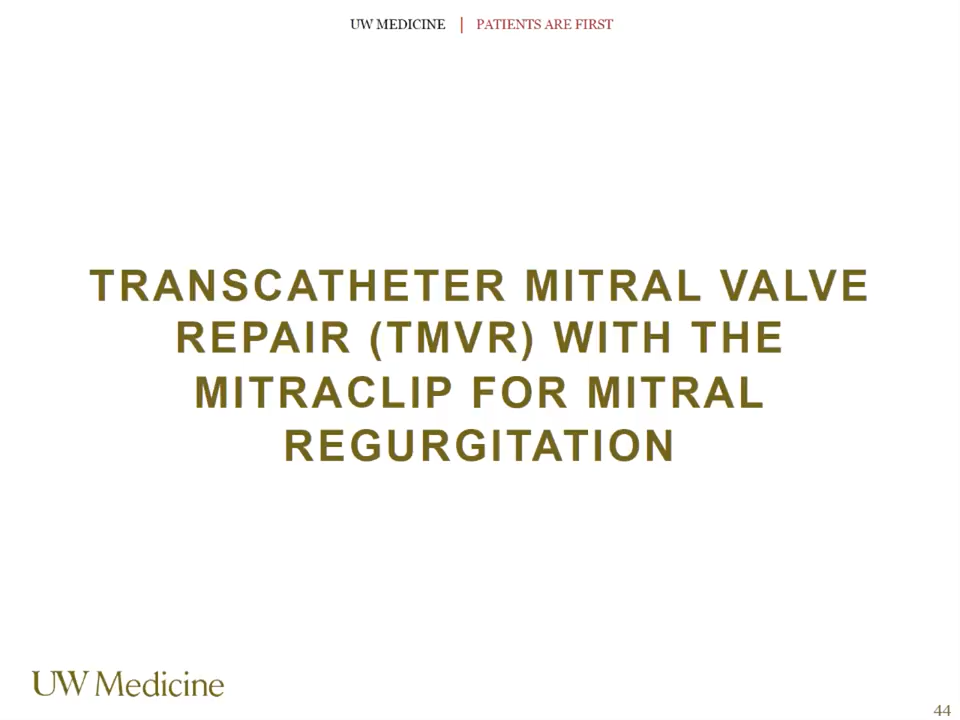 UW MEDICINE | PATIENTS ARE FIRST
TRANSCATHETER MITRAL VALVE
REPAIR (TMVR) WITH THE
MITRACLIP FOR MITRAL
REGURGITATION
UW Medicine
44